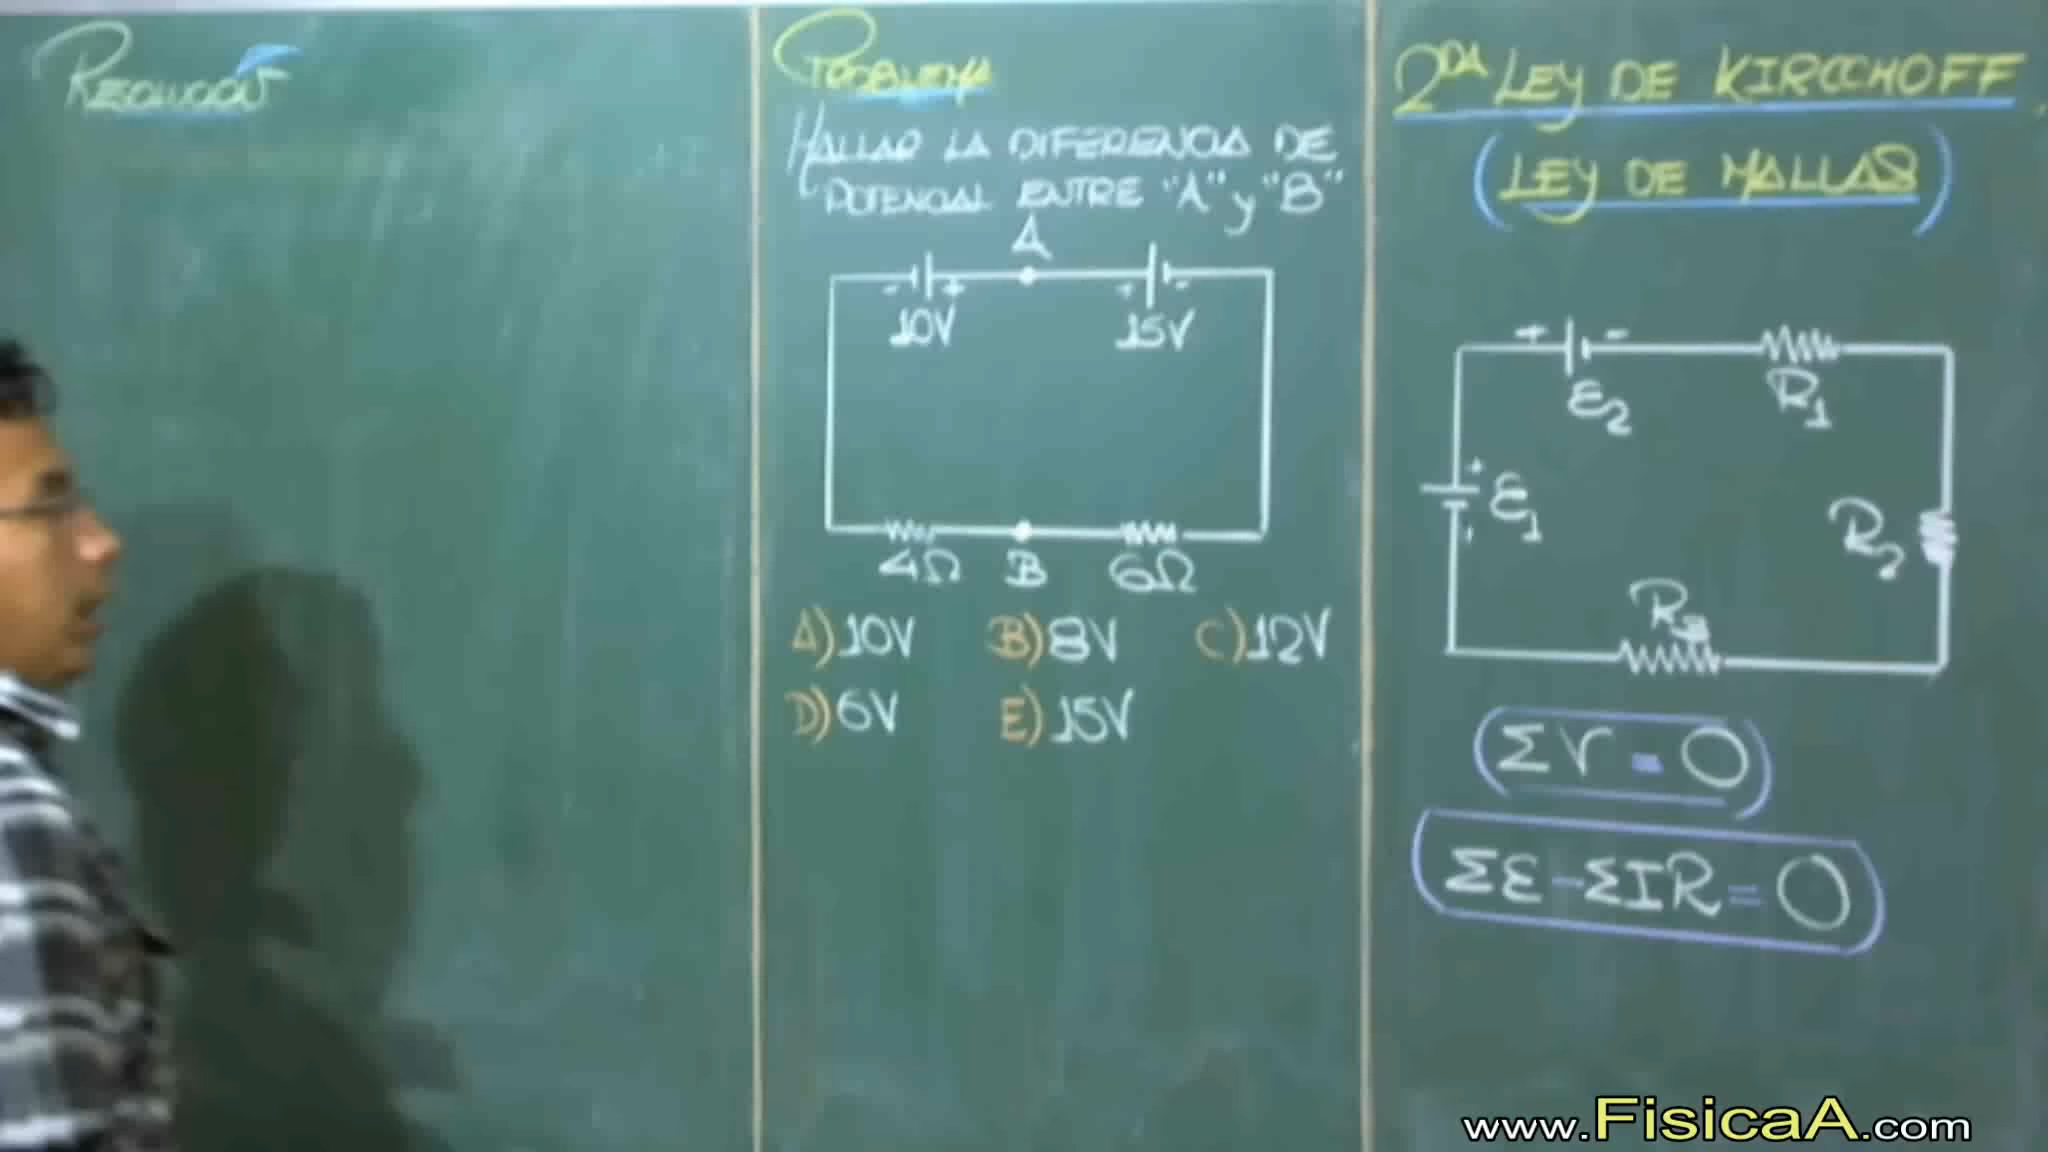 RESOLUCIÓN
PROBLEMA
HALLAR LA DIFERENCIA DE
POTENCIAL ENTRE "A" y "B"
A
- + + -
10V 15V
4Ω B 6Ω
A) 10V B) 8V C) 12V
D) 6V E) 15V
2DA LEY DE KIRCCHOFF
(LEY DE MALLAS)
+ -
ε2 R1
+
ε1 R2
R3
ΣV = 0
Σε - ΣIR = 0
www.FisicaA.com